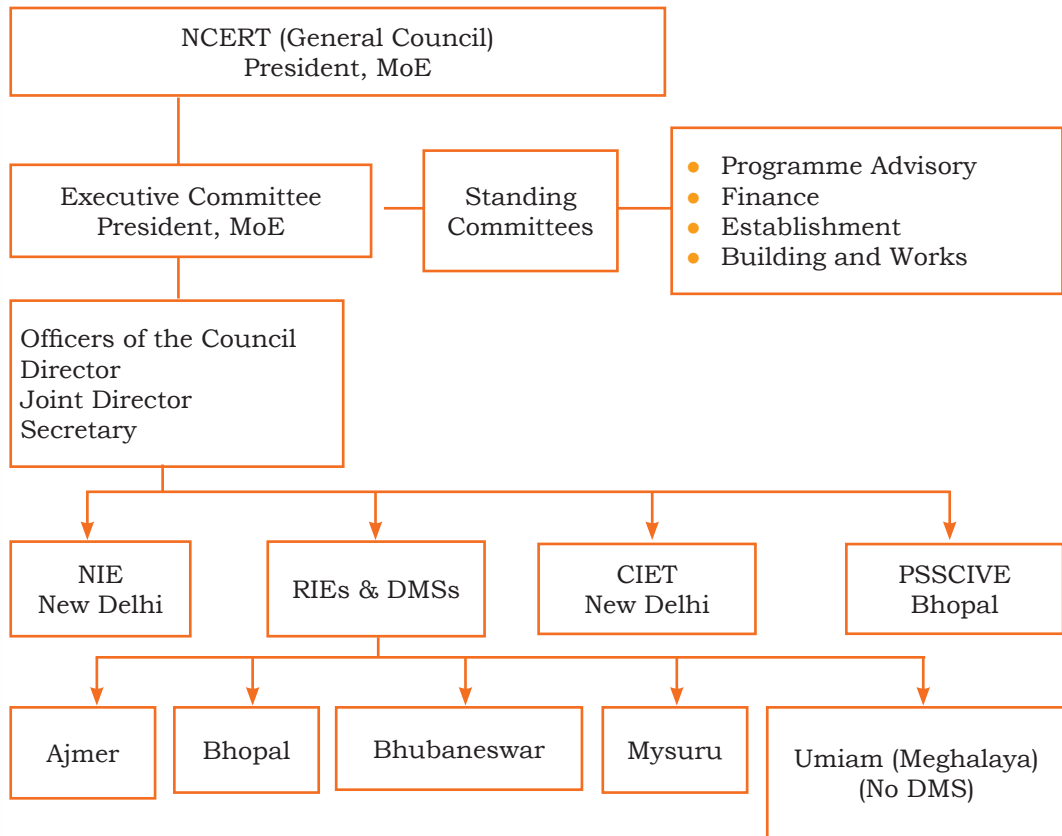 NCERT (General Council)
President, MoE
Executive Committee
President, MoE
Standing
Committees
• Programme Advisory
• Finance
• Establishment
• Building and Works
Officers of the Council
Director
Joint Director
Secretary
NIE
New Delhi
RIEs & DMSs
CIET
New Delhi
PSSCIVE
Bhopal
Ajmer
Bhopal
Bhubaneswar
Mysuru
Umiam (Meghalaya)
(No DMS)